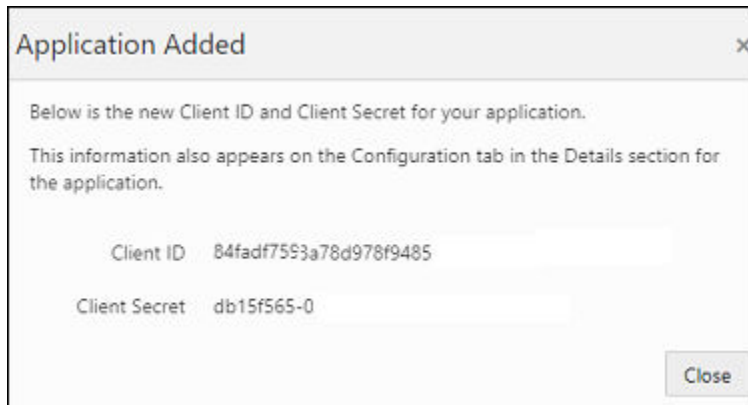 Application Added ×
Below is the new Client ID and Client Secret for your application.
This information also appears on the Configuration tab in the Details section for
the application.
Client ID 84fadf7593a78d978f9485
Client Secret db15f565-0
Close